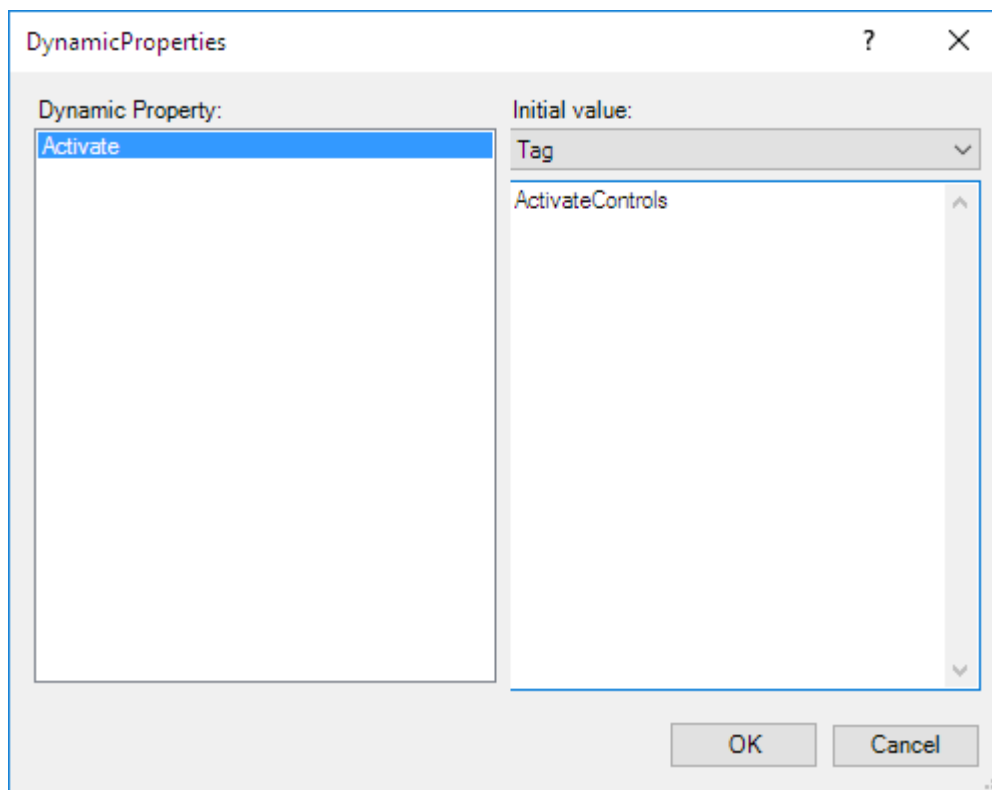 DynamicProperties ?
Dynamic Property:
Activate
Initial value:
Tag
ActivateControls
OK
Cancel